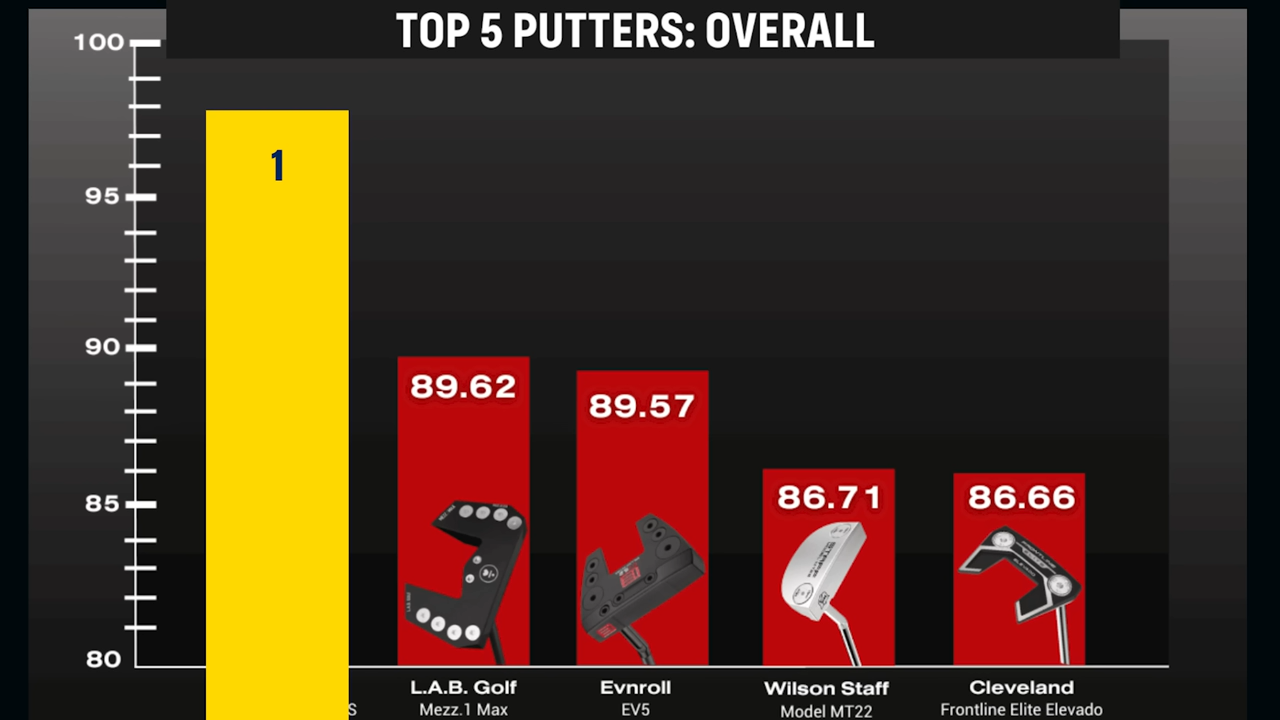 TOP 5 PUTTERS: OVERALL
100
95
90
85
80
1
89.62
89.57
86.71
86.66
L.A.B. Golf
Evnroll
Wilson Staff
Cleveland
S
Mezz.1 Max
EV5
Model MT22
Frontline Elite Elevado